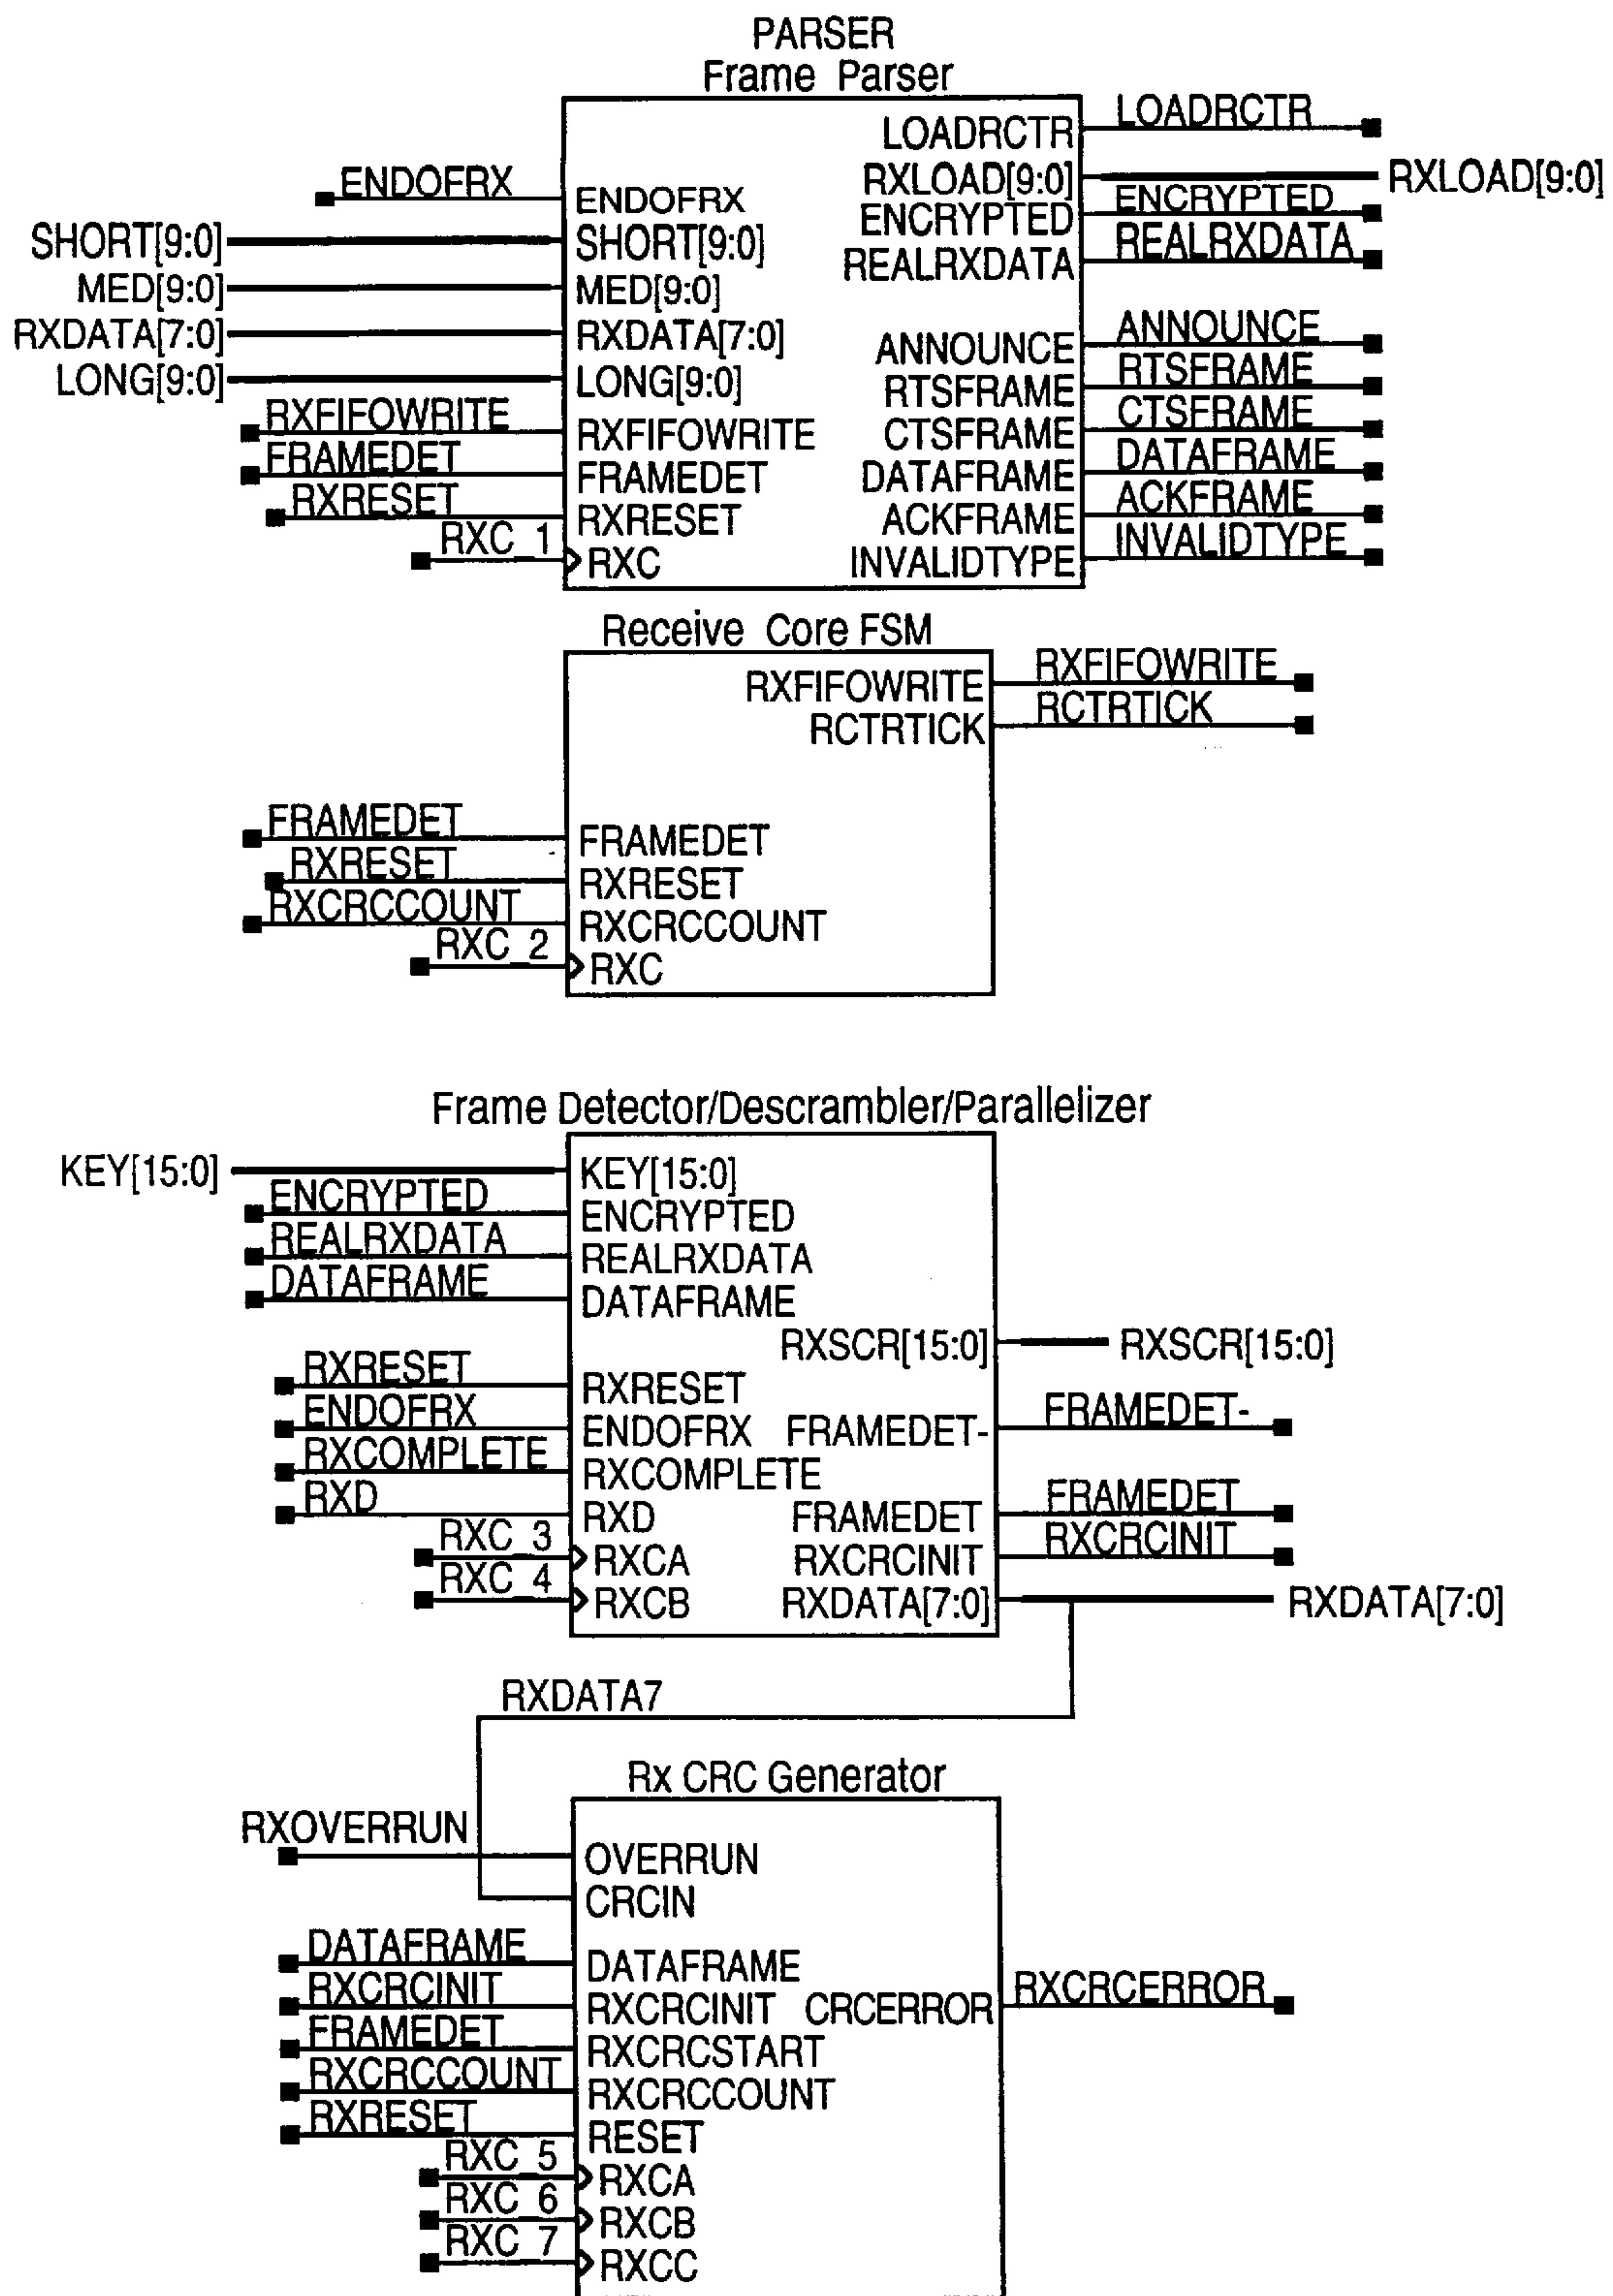 PARSER
Frame Parser
LOADRCTR LOADRCTR
RXLOAD[9:0] RXLOAD[9:0]
ENDOFRX ENDOFRX
ENCRYPTED ENCRYPTED
SHORT[9:0] SHORT[9:0]
REALRXDATA REALRXDATA
MED[9:0] MED[9:0]
RXDATA[7:0] RXDATA[7:0]
ANNOUNCE ANNOUNCE
LONG[9:0] LONG[9:0]
RTSFRAME RTSFRAME
RXFIFOWRITE RXFIFOWRITE
CTSFRAME CTSFRAME
FRAMEDET FRAMEDET
DATAFRAME DATAFRAME
RXRESET RXRESET
ACKFRAME ACKFRAME
RXC_1 RXC
INVALIDTYPE INVALIDTYPE
Receive Core FSM
RXFIFOWRITE RXFIFOWRITE
RCTRTICK RCTRTICK
FRAMEDET FRAMEDET
RXRESET RXRESET
RXCRCCOUNT RXCRCCOUNT
RXC_2 RXC
Frame Detector/Descrambler/Parallelizer
KEY[15:0] KEY[15:0]
ENCRYPTED ENCRYPTED
REALRXDATA REALRXDATA
DATAFRAME DATAFRAME
RXSCR[15:0] RXSCR[15:0]
RXRESET RXRESET
ENDOFRX ENDOFRX FRAMEDET- FRAMEDET-
RXCOMPLETE RXCOMPLETE
RXD RXD FRAMEDET FRAMEDET
RXC_3 RXCA RXCRCINIT RXCRCINIT
RXC_4 RXCB RXDATA[7:0] RXDATA[7:0]
RXDATA7
Rx CRC Generator
RXOVERRUN OVERRUN
CRCIN
DATAFRAME DATAFRAME
RXCRCINIT RXCRCINIT CRCERROR RXCRCERROR
FRAMEDET RXCRCSTART
RXCRCCOUNT RXCRCCOUNT
RXRESET RESET
RXC_5 RXCA
RXC_6 RXCB
RXC_7 RXCC